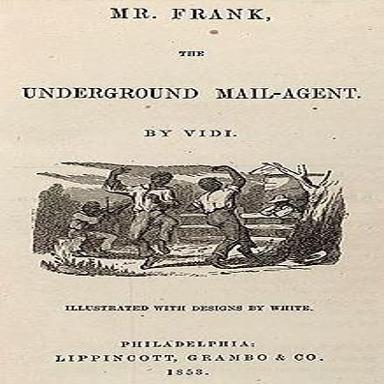 MR. FRANK,
THE
UNDERGROUND MAIL-AGENT.
BY VIDI.
ILLUSTRATED WITH DESIGNS BY WHITE.
PHILADELPHIA:
LIPPINCOTT, GRAMBO & CO.
1853.